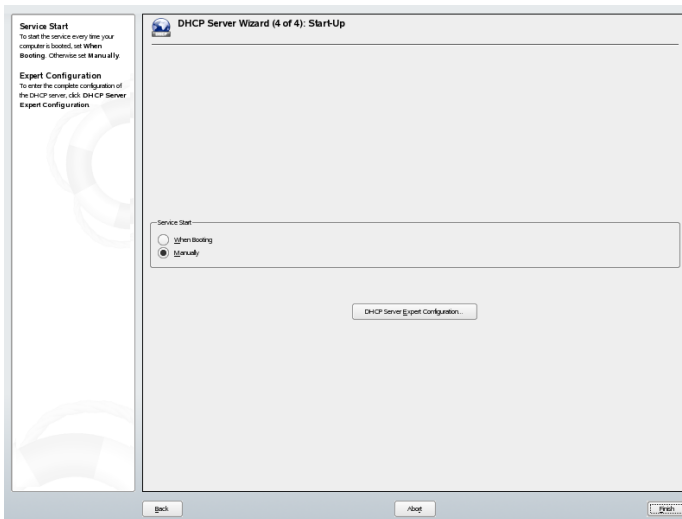 Service Start
To start the service every time your
computer is booted, set When
Booting. Otherwise set Manually.
Expert Configuration
To enter the complete configuration of
the DHCP server, click DHCP Server
Expert Configuration.
DHCP Server Wizard (4 of 4): Start-Up
Service Start
When Booting
Manually
DHCP Server Expert Configuration...
Back
Abort
Finish